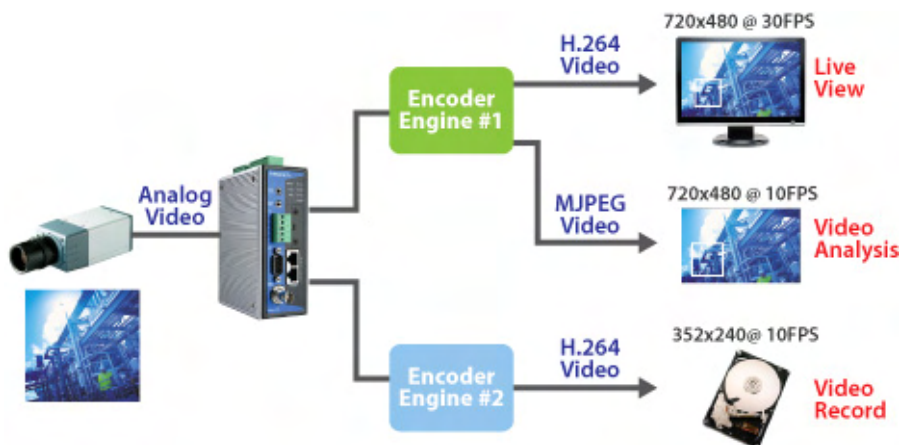 720x480 @ 30FPS
H.264
Video
Live
View
Encoder
Engine #1
Analog
Video
MJPEG
Video
720x480 @ 10FPS
Video
Analysis
352x240@ 10FPS
H.264
Video
Encoder
Engine #2
Video
Record